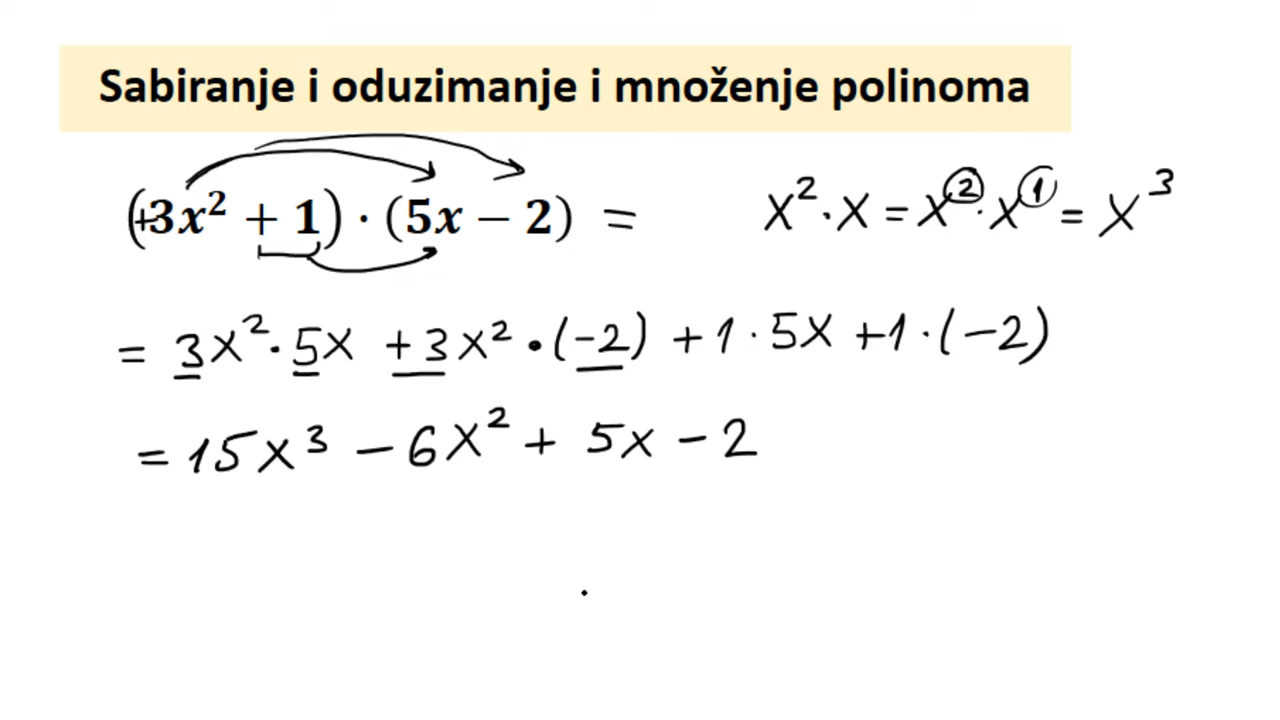 Sabiranje i oduzimanje i množenje polinoma
(+3x² + 1) · (5x − 2) =
x² · x = x² · x¹ = x³
= 3x² · 5x + 3x² · (−2) + 1 · 5x + 1 · (−2)
= 15x³ − 6x² + 5x − 2